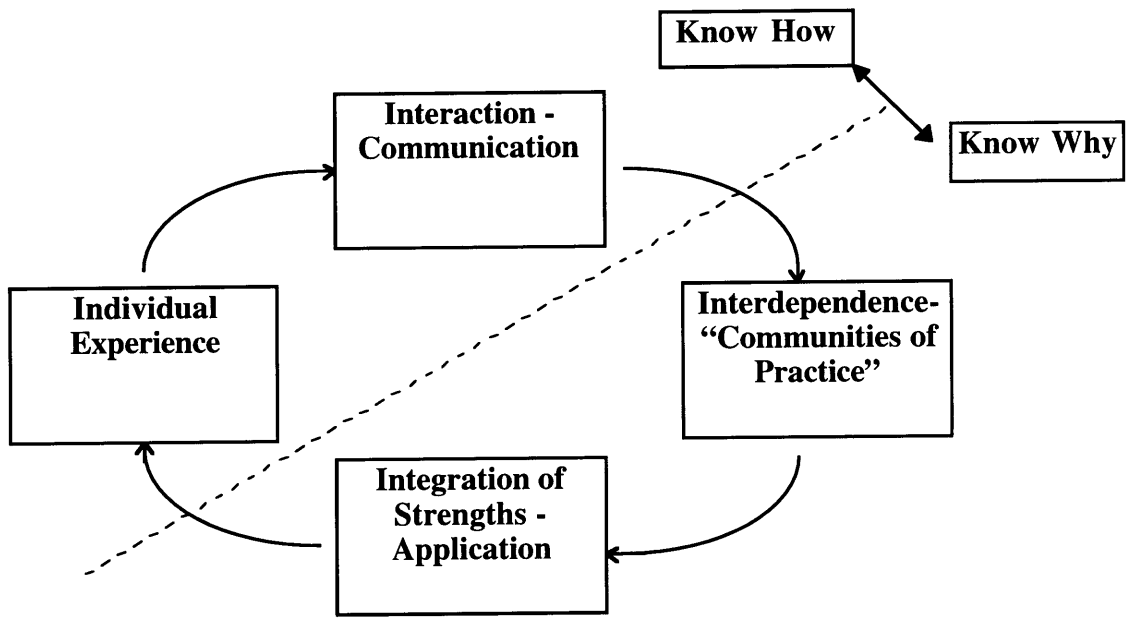 Know How
Interaction -
Communication
Know Why
Individual
Experience
Interdependence-
“Communities of
Practice”
Integration of
Strengths -
Application